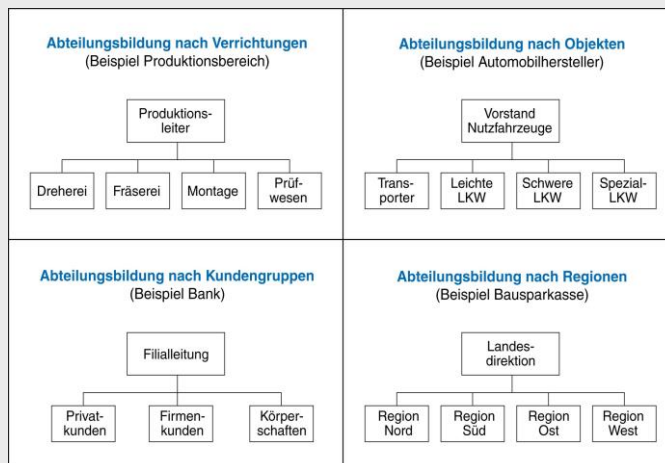 Abteilungsbildung nach Verrichtungen
(Beispiel Produktionsbereich)
Produktions-
leiter
Dreherei
Fräserei
Montage
Prüf-
wesen
Abteilungsbildung nach Objekten
(Beispiel Automobilhersteller)
Vorstand
Nutzfahrzeuge
Trans-
porter
Leichte
LKW
Schwere
LKW
Spezial-
LKW
Abteilungsbildung nach Kundengruppen
(Beispiel Bank)
Filialleitung
Privat-
kunden
Firmen-
kunden
Körper-
schaften
Abteilungsbildung nach Regionen
(Beispiel Bausparkasse)
Landes-
direktion
Region
Nord
Region
Süd
Region
Ost
Region
West